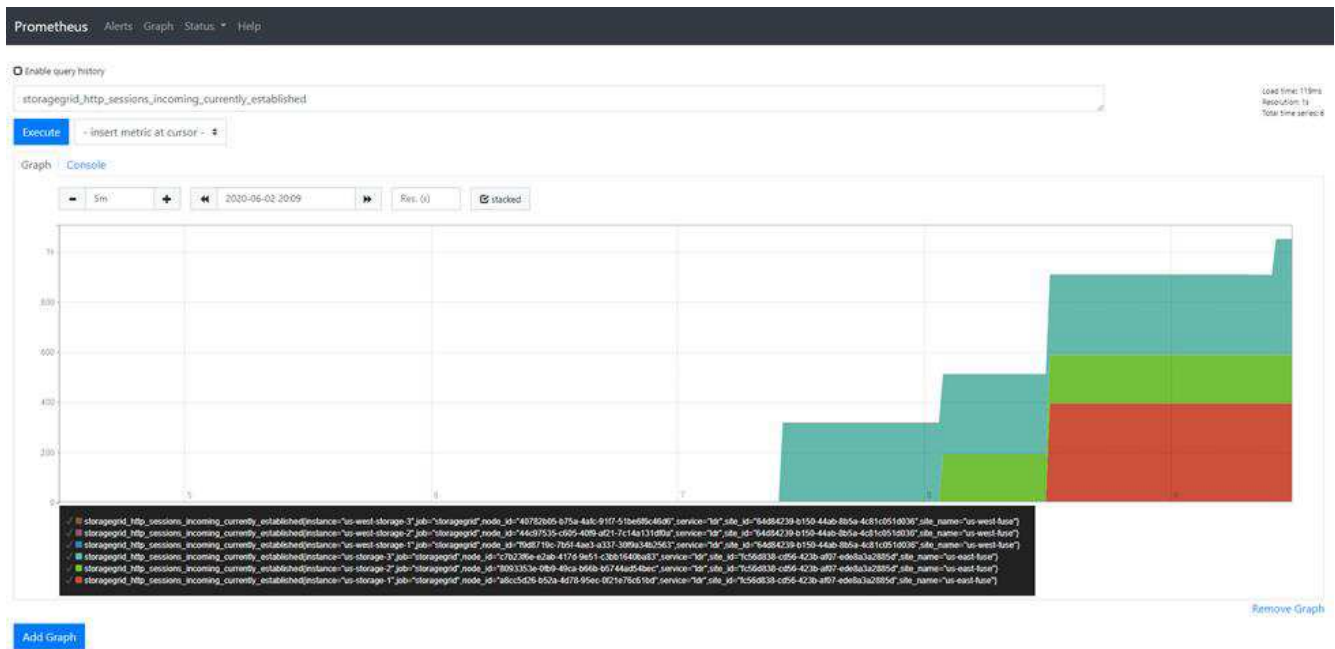 Prometheus Alerts Graph Status Help
Enable query history
storagegrid_http_sessions_incoming_currently_established
Load time: 119ms
Resolution: 1s
Total time series: 6
Execute - insert metric at cursor -
Graph Console
5m 2020-06-02 20:09 Res. (s) stacked
1k
800
600
400
200
0
5 6 7 8 9
storagegrid_http_sessions_incoming_currently_established{instance="us-west-storage-3",job="storagegrid",node_id="40782b05-b75a-4afc-91f7-51be6f6c46d6",service="ldr",site_id="64d84239-b150-44ab-8b5a-4c81c051d036",site_name="us-west-fuse"}
storagegrid_http_sessions_incoming_currently_established{instance="us-west-storage-2",job="storagegrid",node_id="44c97535-c605-40f9-af21-7c14a131df0a",service="ldr",site_id="64d84239-b150-44ab-8b5a-4c81c051d036",site_name="us-west-fuse"}
storagegrid_http_sessions_incoming_currently_established{instance="us-west-storage-1",job="storagegrid",node_id="f9d8719c-7b5f-4ae3-a337-30f9a34b2563",service="ldr",site_id="64d84239-b150-44ab-8b5a-4c81c051d036",site_name="us-west-fuse"}
storagegrid_http_sessions_incoming_currently_established{instance="us-east-storage-3",job="storagegrid",node_id="c7b23f6e-e2ab-417d-9e51-c3bb1640ba83",service="ldr",site_id="fc56d838-cd56-423b-af07-ede8a3a2885d",site_name="us-east-fuse"}
storagegrid_http_sessions_incoming_currently_established{instance="us-east-storage-2",job="storagegrid",node_id="8093353e-0fb9-49ca-b66b-b5744ad54bec",service="ldr",site_id="fc56d838-cd56-423b-af07-ede8a3a2885d",site_name="us-east-fuse"}
storagegrid_http_sessions_incoming_currently_established{instance="us-east-storage-1",job="storagegrid",node_id="a8cc5d26-b52a-4d78-95ec-0f21e76c61bd",service="ldr",site_id="fc56d838-cd56-423b-af07-ede8a3a2885d",site_name="us-east-fuse"}
Remove Graph
Add Graph